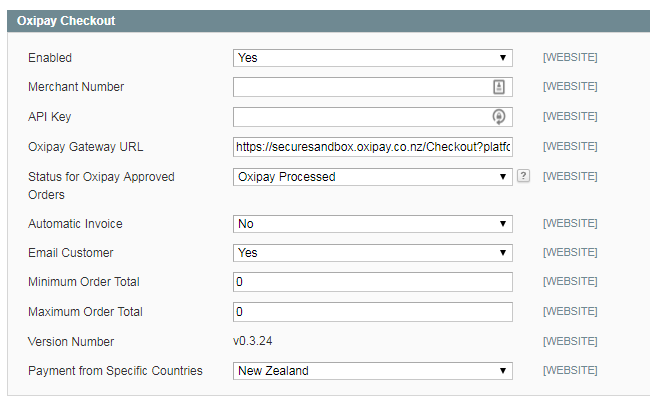 Oxipay Checkout
Enabled Yes [WEBSITE]
Merchant Number [WEBSITE]
API Key [WEBSITE]
Oxipay Gateway URL https://securesandbox.oxipay.co.nz/Checkout?platfo [WEBSITE]
Status for Oxipay Approved Oxipay Processed ? [WEBSITE]
Orders
Automatic Invoice No [WEBSITE]
Email Customer Yes [WEBSITE]
Minimum Order Total 0 [WEBSITE]
Maximum Order Total 0 [WEBSITE]
Version Number v0.3.24 [WEBSITE]
Payment from Specific Countries New Zealand [WEBSITE]